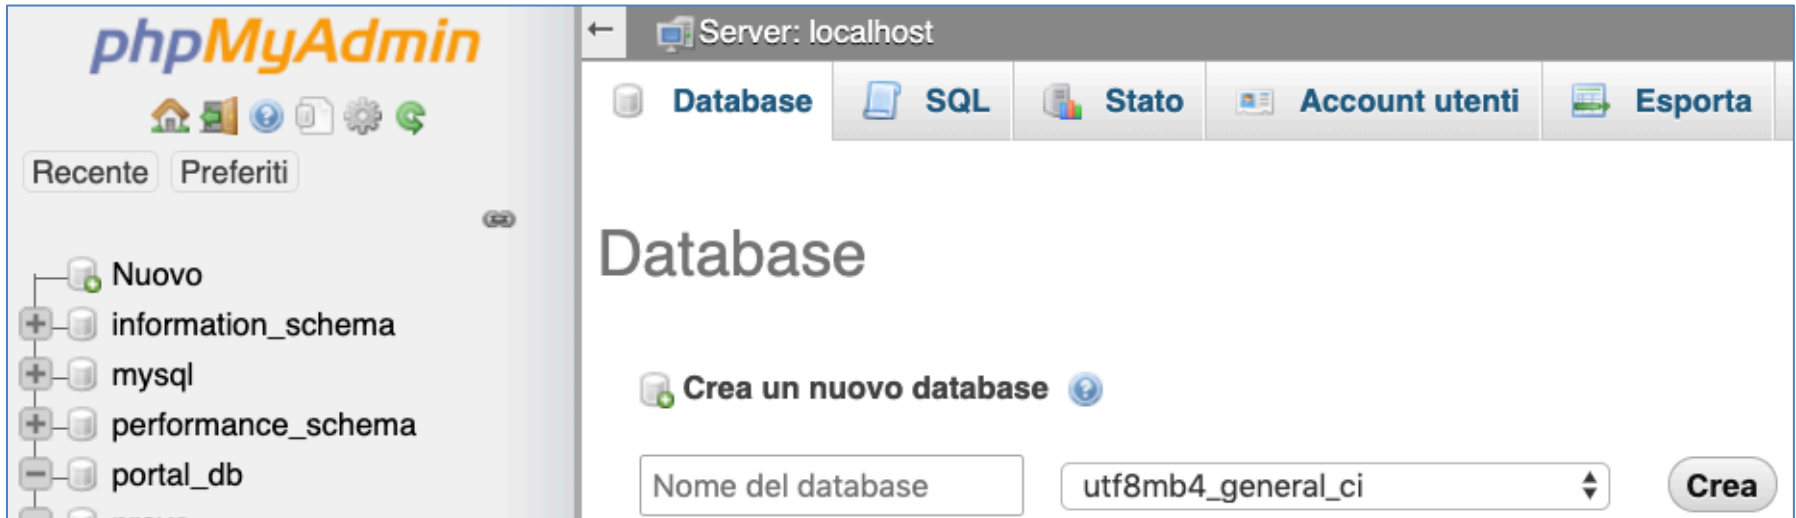 phpMyAdmin
Recente Preferiti
Nuovo
information_schema
mysql
performance_schema
portal_db
Server: localhost
Database SQL Stato Account utenti Esporta
Database
Crea un nuovo database
Nome del database utf8mb4_general_ci Crea